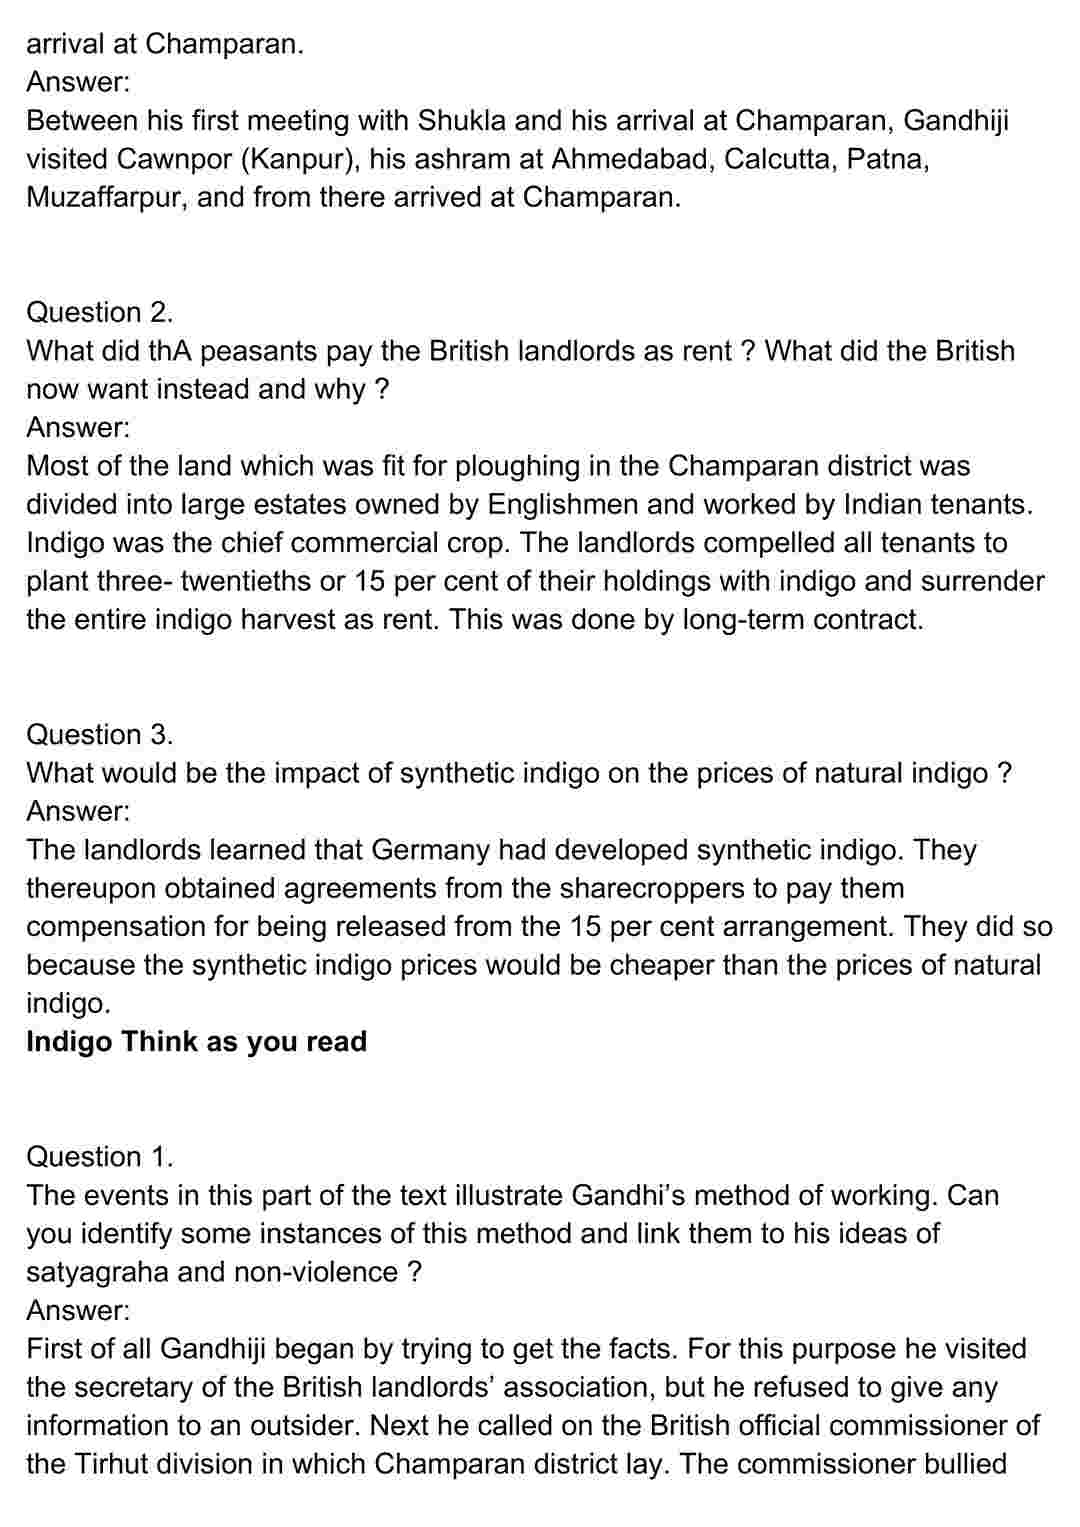 arrival at Champaran.
Answer:
Between his first meeting with Shukla and his arrival at Champaran, Gandhiji
visited Cawnpor (Kanpur), his ashram at Ahmedabad, Calcutta, Patna,
Muzaffarpur, and from there arrived at Champaran.
Question 2.
What did thA peasants pay the British landlords as rent ? What did the British
now want instead and why ?
Answer:
Most of the land which was fit for ploughing in the Champaran district was
divided into large estates owned by Englishmen and worked by Indian tenants.
Indigo was the chief commercial crop. The landlords compelled all tenants to
plant three- twentieths or 15 per cent of their holdings with indigo and surrender
the entire indigo harvest as rent. This was done by long-term contract.
Question 3.
What would be the impact of synthetic indigo on the prices of natural indigo ?
Answer:
The landlords learned that Germany had developed synthetic indigo. They
thereupon obtained agreements from the sharecroppers to pay them
compensation for being released from the 15 per cent arrangement. They did so
because the synthetic indigo prices would be cheaper than the prices of natural
indigo.
Indigo Think as you read
Question 1.
The events in this part of the text illustrate Gandhi’s method of working. Can
you identify some instances of this method and link them to his ideas of
satyagraha and non-violence ?
Answer:
First of all Gandhiji began by trying to get the facts. For this purpose he visited
the secretary of the British landlords’ association, but he refused to give any
information to an outsider. Next he called on the British official commissioner of
the Tirhut division in which Champaran district lay. The commissioner bullied